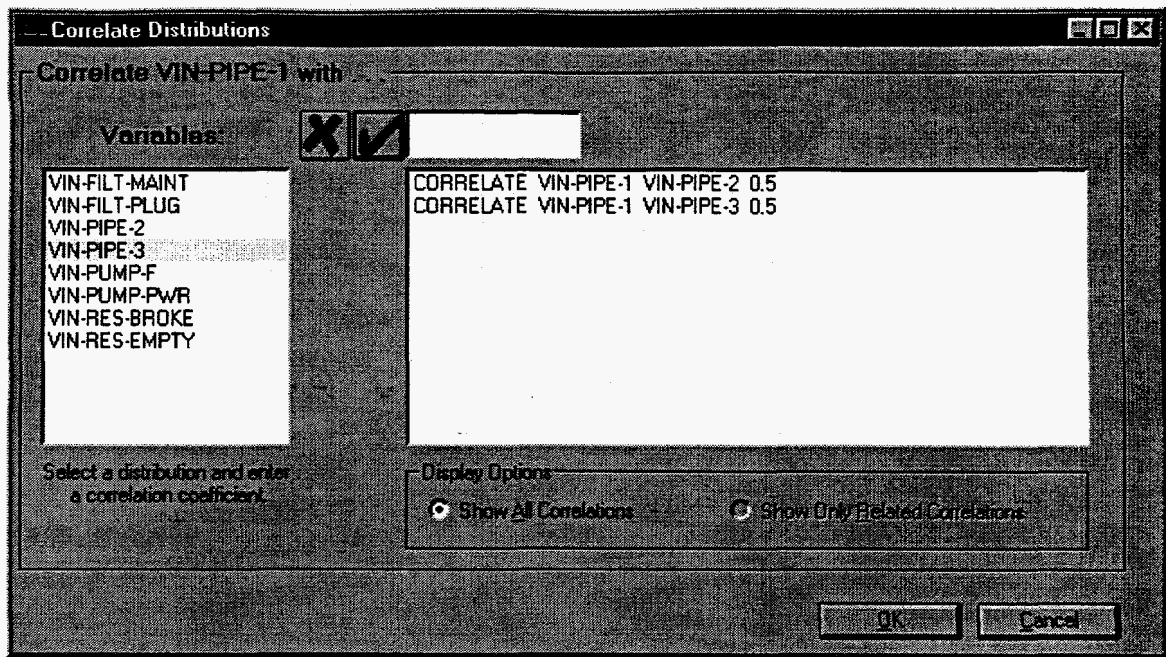 Correlate Distributions
Correlate VIN-PIPE-1 with . . .
Variables:
VIN-FILT-MAINT
VIN-FILT-PLUG
VIN-PIPE-2
VIN-PIPE-3
VIN-PUMP-F
VIN-PUMP-PWR
VIN-RES-BROKE
VIN-RES-EMPTY
CORRELATE VIN-PIPE-1 VIN-PIPE-2 0.5
CORRELATE VIN-PIPE-1 VIN-PIPE-3 0.5
Select a distribution and enter
a correlation coefficient.
Display Options
Show All Correlations
Show Only Related Correlations
OK
Cancel